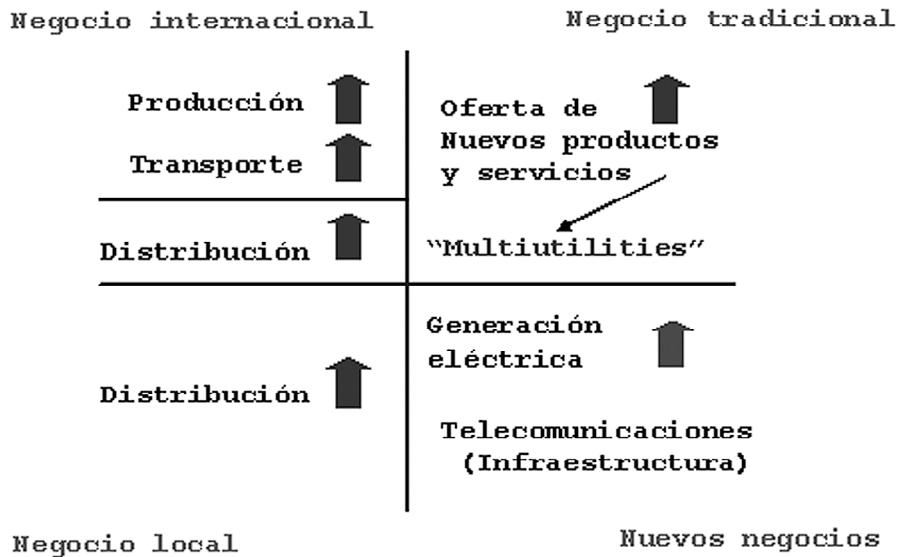 Negocio internacional
Negocio tradicional
Producción
Transporte
Distribución
Oferta de
Nuevos productos
y servicios
“Multiutilities”
Distribución
Generación
eléctrica
Telecomunicaciones
(Infraestructura)
Negocio local
Nuevos negocios